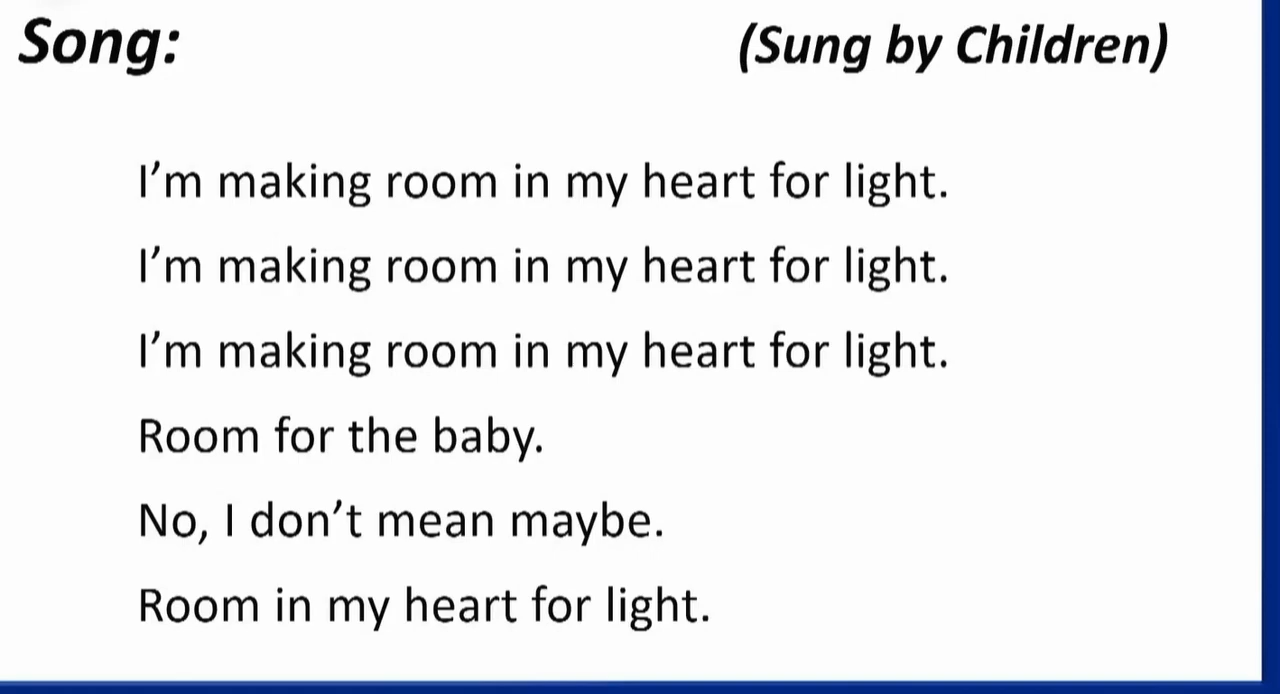 Song: (Sung by Children)
I’m making room in my heart for light.
I’m making room in my heart for light.
I’m making room in my heart for light.
Room for the baby.
No, I don’t mean maybe.
Room in my heart for light.